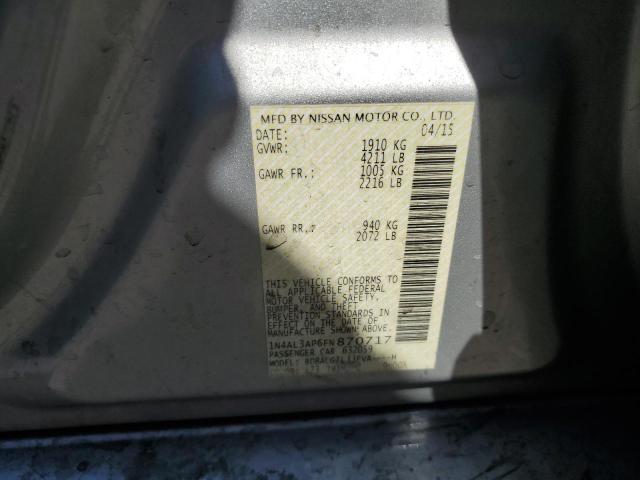 MFD BY NISSAN MOTOR CO., LTD.
DATE: 04/15
GVWR: 1910 KG
4211 LB
GAWR FR.: 1005 KG
2216 LB
GAWR RR.: 940 KG
2072 LB
THIS VEHICLE CONFORMS TO
ALL APPLICABLE FEDERAL
MOTOR VEHICLE SAFETY,
BUMPER, AND THEFT
PREVENTION STANDARDS IN
EFFECT ON THE DATE OF
MANUFACTURE SHOWN ABOVE.
1N4AL3AP6FN870717
PASSENGER CAR 032059